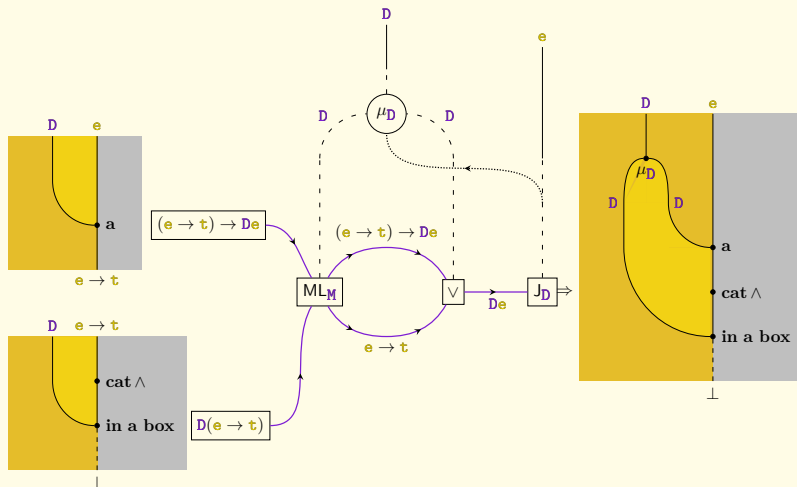 D
e
D
μD
D
D
e
a
e → t
(e → t) → De
(e → t) → De
MLM
∨
De
JD
⇒
e → t
D
e → t
cat ∧
in a box
⊥
D(e → t)
D
e
μD
D
D
a
cat ∧
in a box
⊥